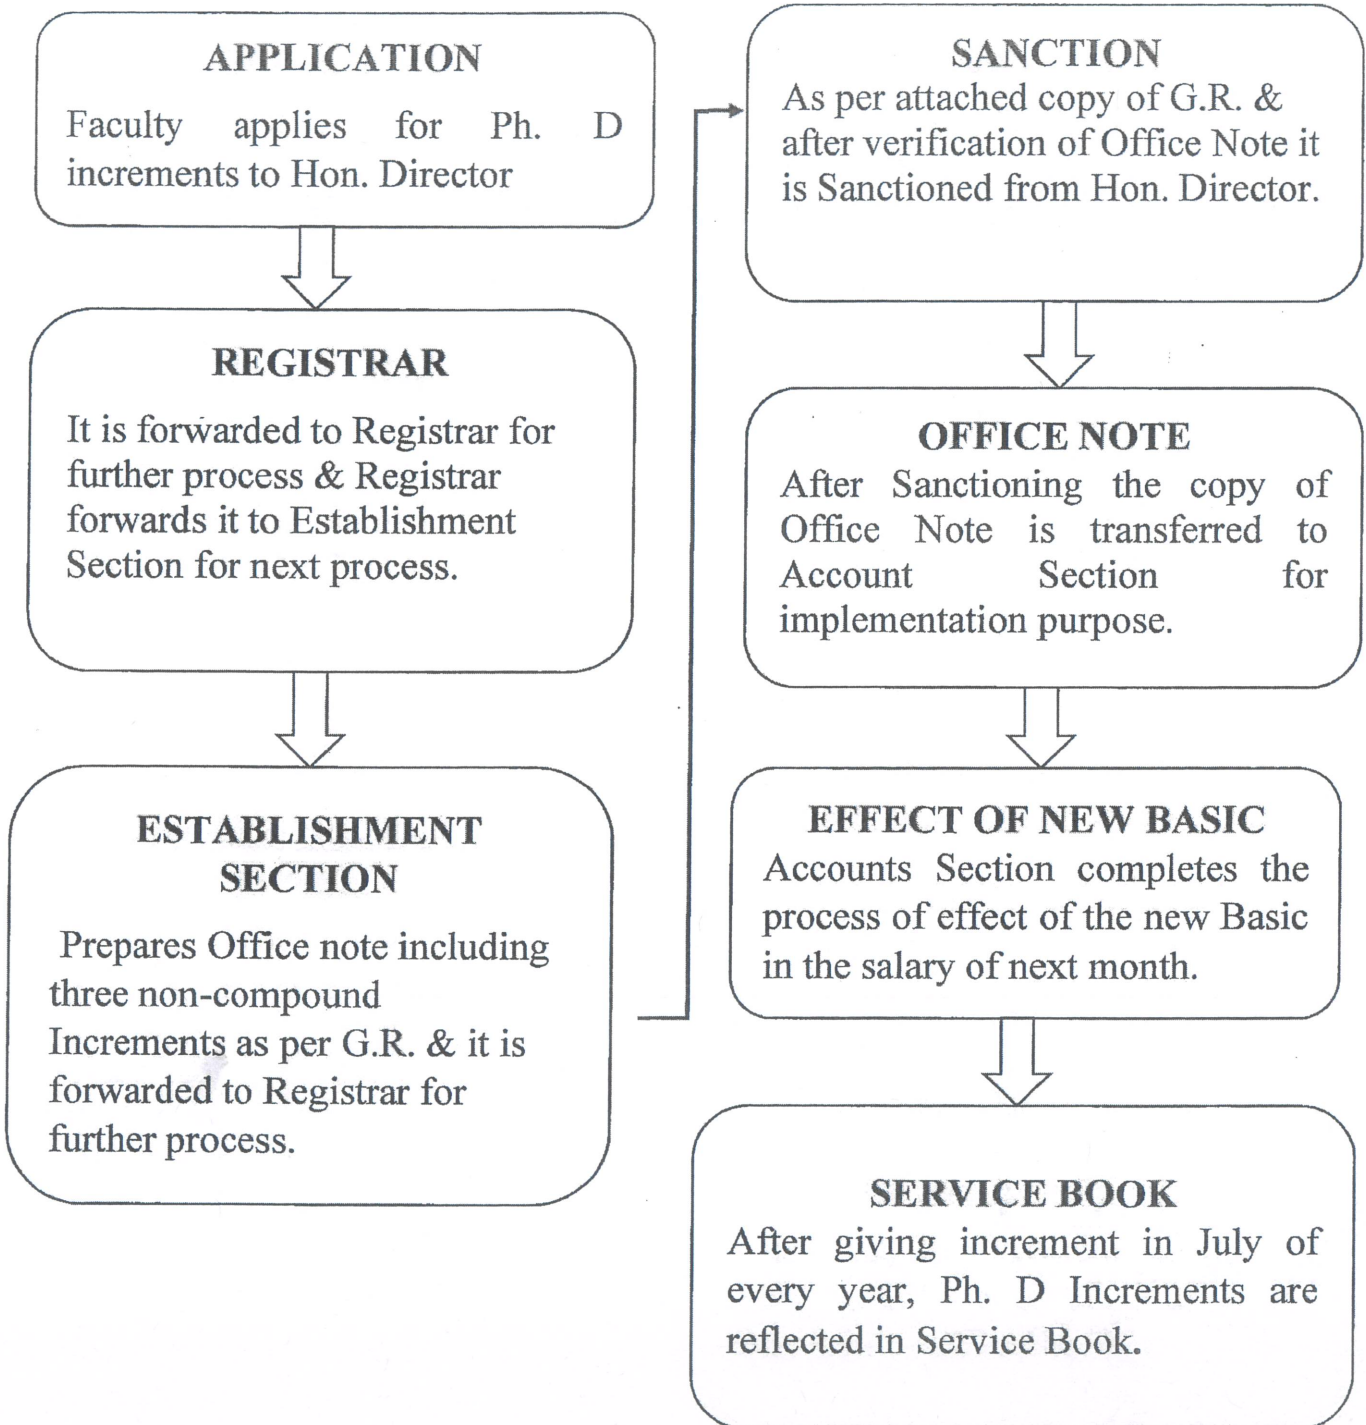 APPLICATION
Faculty applies for Ph. D
increments to Hon. Director
REGISTRAR
It is forwarded to Registrar for
further process & Registrar
forwards it to Establishment
Section for next process.
ESTABLISHMENT
SECTION
Prepares Office note including
three non-compound
Increments as per G.R. & it is
forwarded to Registrar for
further process.
SANCTION
As per attached copy of G.R. &
after verification of Office Note it
is Sanctioned from Hon. Director.
OFFICE NOTE
After Sanctioning the copy of
Office Note is transferred to
Account Section for
implementation purpose.
EFFECT OF NEW BASIC
Accounts Section completes the
process of effect of the new Basic
in the salary of next month.
SERVICE BOOK
After giving increment in July of
every year, Ph. D Increments are
reflected in Service Book.